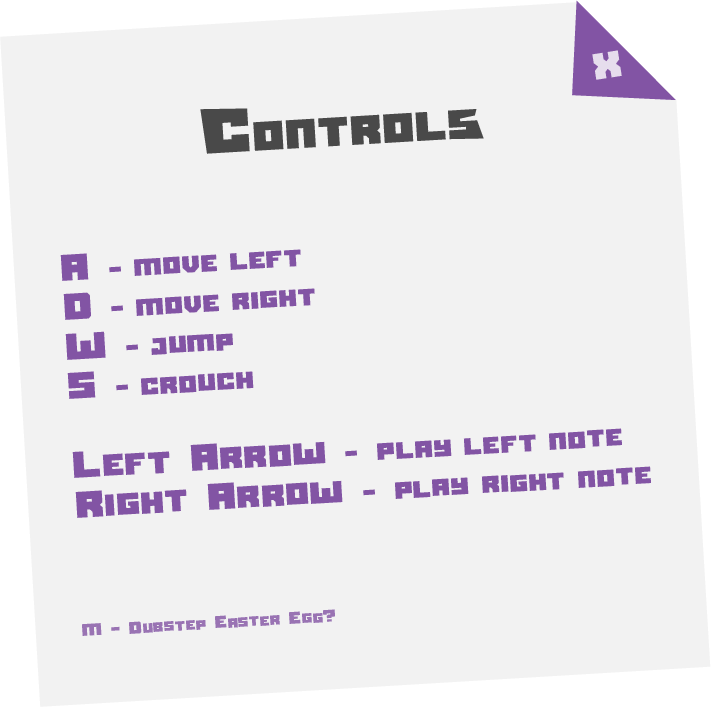 X
Controls
A - move left
D - move right
W - jump
S - crouch
Left Arrow - play left note
Right Arrow - play right note
M - Dubstep Easter Egg?